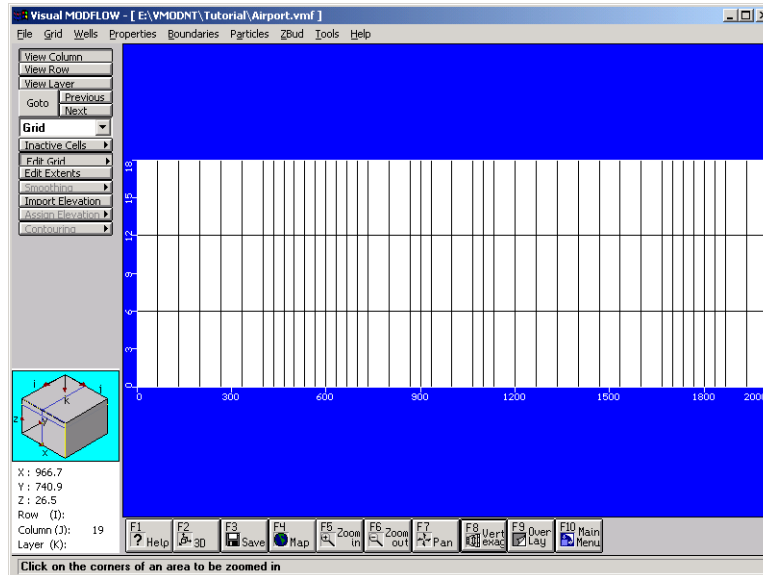 Visual MODFLOW - [ E:\VMODNT\Tutorial\Airport.vmf ]
File Grid Wells Properties Boundaries Particles ZBud Tools Help
View Column
View Row
View Layer
Goto
Previous
Next
Grid
Inactive Cells
Edit Grid
Edit Extents
Smoothing
Import Elevation
Assign Elevation
Contouring
18
15
12
9
6
3
0
0 300 600 900 1200 1500 1800 2000
i j
k
z
y
x
X : 966.7
Y : 740.9
Z : 26.5
Row (I):
Column (J): 19
Layer (K):
F1 ? Help
F2 3D
F3 Save
F4 Map
F5 Zoom in
F6 Zoom out
F7 Pan
F8 Vert exag
F9 Over Lay
F10 Main Menu
Click on the corners of an area to be zoomed in